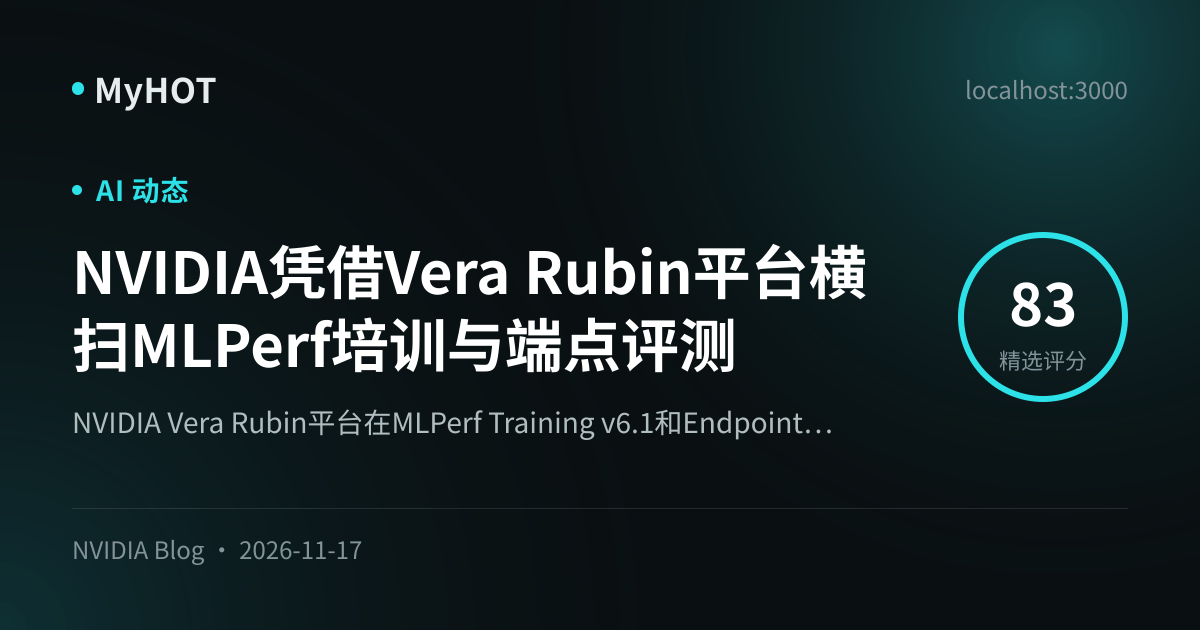 MyHOT
localhost:3000
AI 动态
NVIDIA凭借Vera Rubin平台横
扫MLPerf培训与端点评测
83
精选评分
NVIDIA Vera Rubin平台在MLPerf Training v6.1和Endpoint…
NVIDIA Blog · 2026-11-17